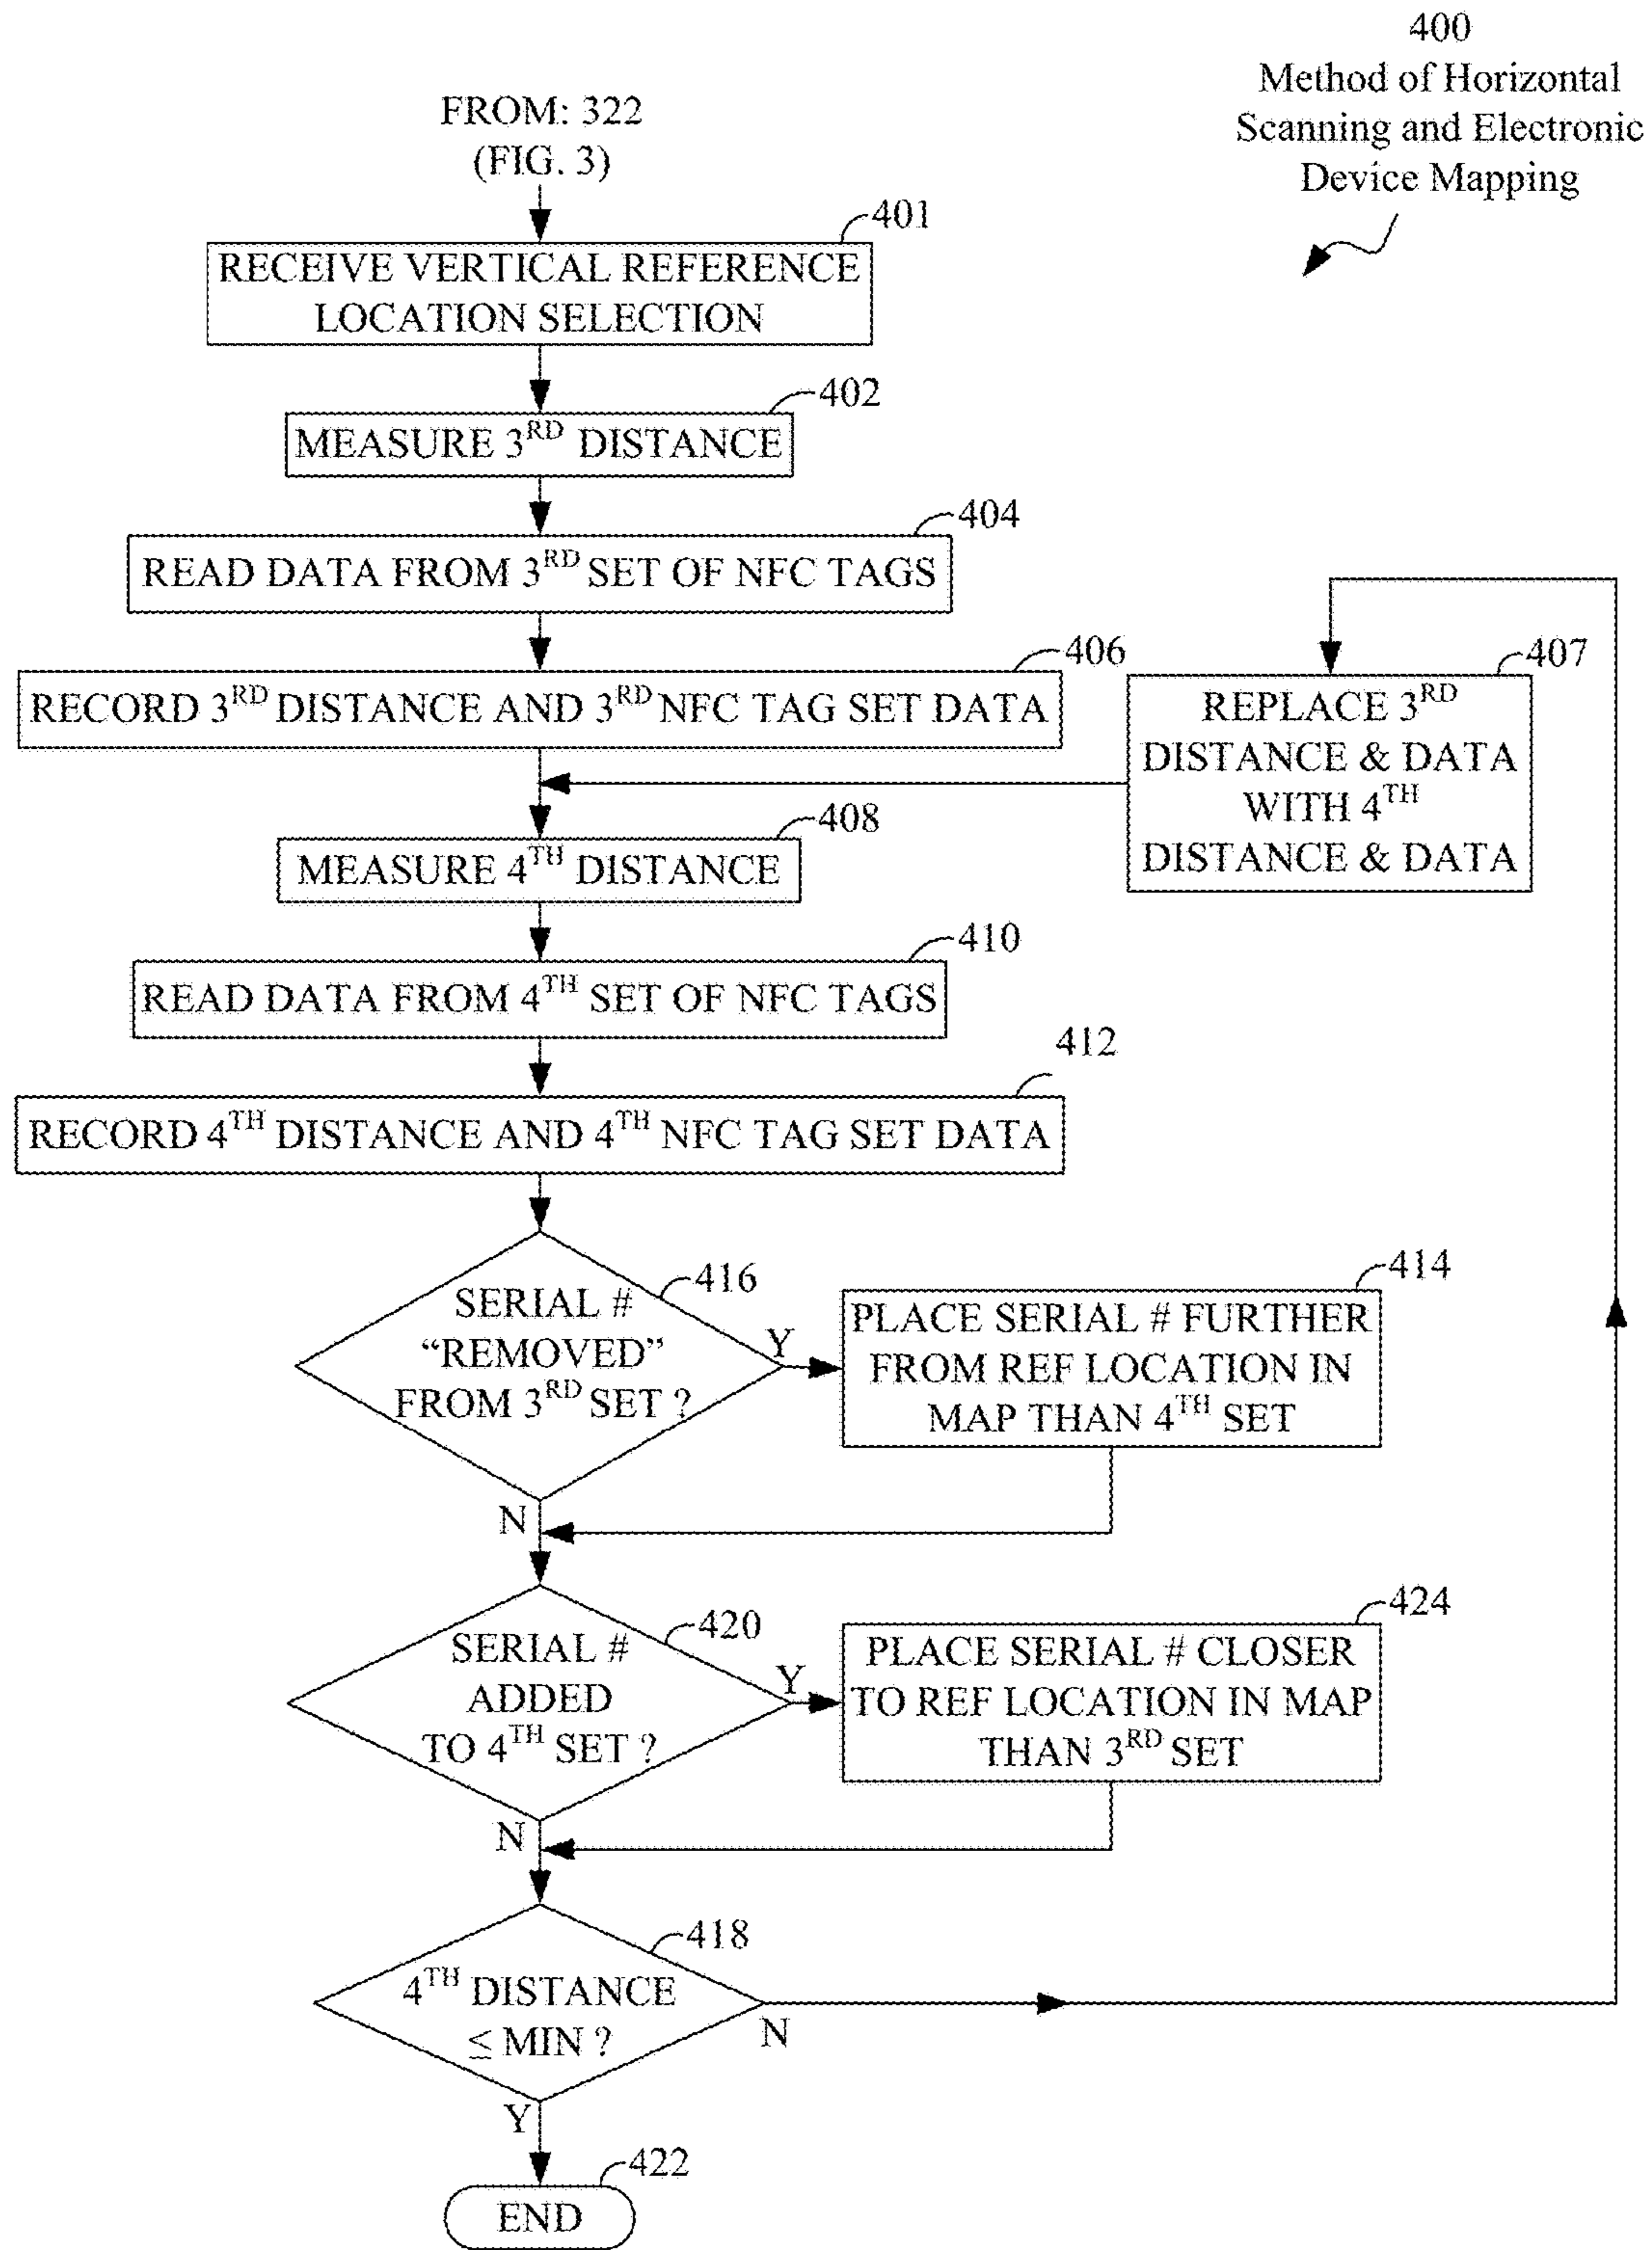 400
Method of Horizontal
Scanning and Electronic
Device Mapping
FROM: 322
(FIG. 3)
401
RECEIVE VERTICAL REFERENCE
LOCATION SELECTION
402
MEASURE 3RD DISTANCE
404
READ DATA FROM 3RD SET OF NFC TAGS
406
RECORD 3RD DISTANCE AND 3RD NFC TAG SET DATA
407
REPLACE 3RD
DISTANCE & DATA
WITH 4TH
DISTANCE & DATA
408
MEASURE 4TH DISTANCE
410
READ DATA FROM 4TH SET OF NFC TAGS
412
RECORD 4TH DISTANCE AND 4TH NFC TAG SET DATA
416
SERIAL #
“REMOVED”
FROM 3RD SET ?
Y
414
PLACE SERIAL # FURTHER
FROM REF LOCATION IN
MAP THAN 4TH SET
N
420
SERIAL #
ADDED
TO 4TH SET ?
Y
424
PLACE SERIAL # CLOSER
TO REF LOCATION IN MAP
THAN 3RD SET
N
418
4TH DISTANCE
≤ MIN ?
N
Y
422
END